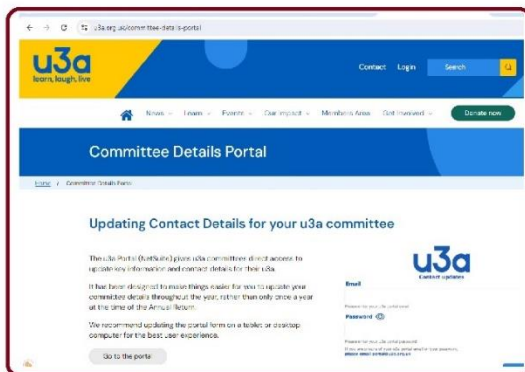 u3a.org.uk/committee-details-portal
u3a
learn, laugh, live
Contact Login Search
News Learn Events Our Impact Members Area Get Involved Donate now
Committee Details Portal
Home / Committee Details Portal
Updating Contact Details for your u3a committee
The u3a Portal (NetSuite) gives u3a committees direct access to
update key information and contact details for their u3a.
It has been designed to make things easier for you to update your
committee details throughout the year, rather than only once a year
at the time of the Annual Return.
We recommend updating the portal form on a tablet or desktop
computer for the best user experience.
Go to the portal
u3a
Contact updates
Email
Password